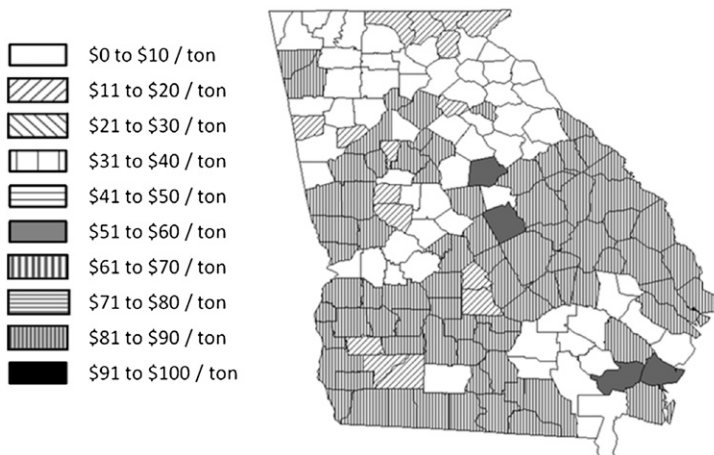 $0 to $10 / ton
$11 to $20 / ton
$21 to $30 / ton
$31 to $40 / ton
$41 to $50 / ton
$51 to $60 / ton
$61 to $70 / ton
$71 to $80 / ton
$81 to $90 / ton
$91 to $100 / ton